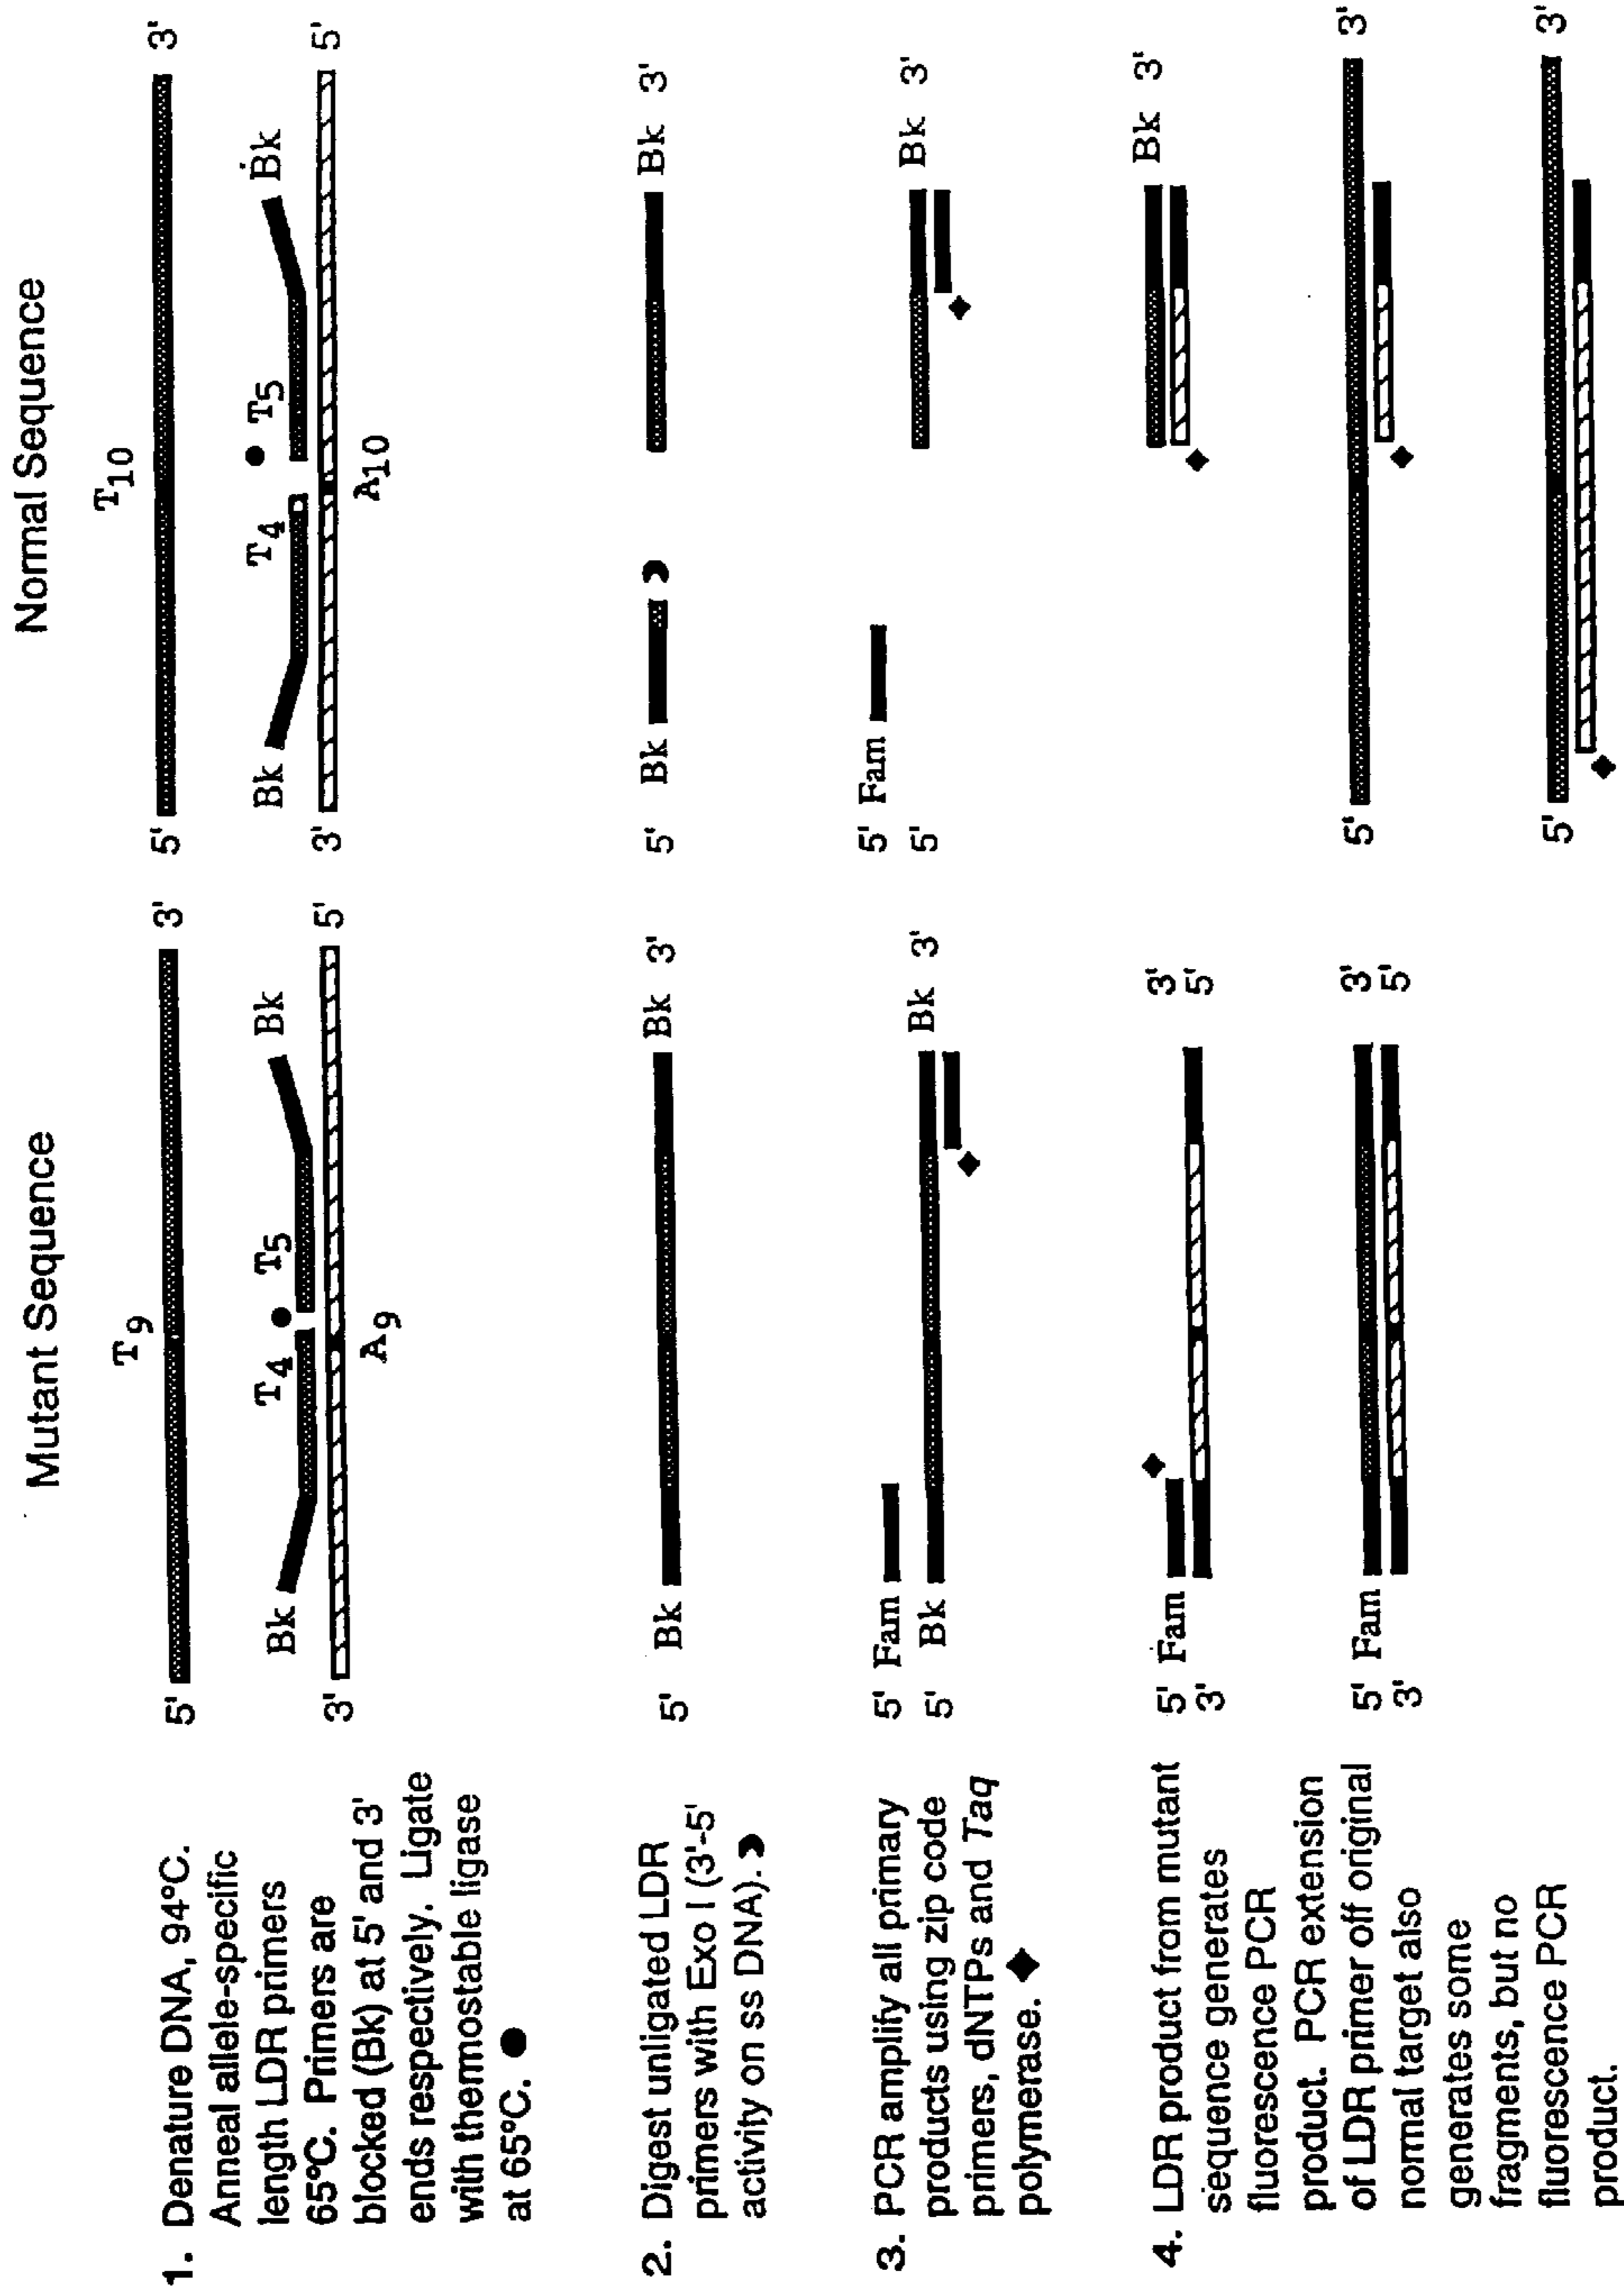 Mutant Sequence
Normal Sequence
1. Denature DNA, 94°C.
Anneal allele-specific
length LDR primers
65°C. Primers are
blocked (Bk) at 5' and 3'
ends respectively. Ligate
with themostable ligase
at 65°C. ●
5' T9 3'
Bk T4 ● T5 Bk
3' A9 5'
5' T10 3'
Bk T4 ● T5 Bk
3' A10 5'
2. Digest unligated LDR
primers with Exo I (3'-5'
activity on ss DNA).
5' Bk Bk 3'
5' Bk Bk 3'
3. PCR amplify all primary
products using zip code
primers, dNTPs and Taq
polymerase. ◆
5' Fam
5' Bk Bk 3'
5' Fam
5' Bk 3'
4. LDR product from mutant
sequence generates
fluorescence PCR
product. PCR extension
of LDR primer off original
normal target also
generates some
fragments, but no
fluorescence PCR
product.
5' Fam 3'
3' 5'
Bk 3'
5' Fam 3'
3' 5'
5' 3'
5' 3'